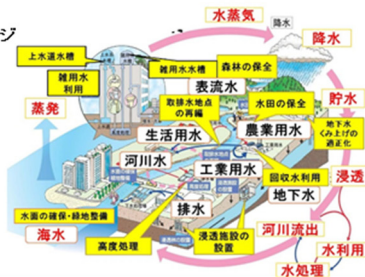 ジ
水蒸気
降水
降水
上水道水槽
雑用水水槽
雑用水
利用
森林の保全
表流水
貯水
取排水地点
の再編
水田の保全
蒸発
生活用水
農業用水
地下水
くみ上げの
適正化
河川水
工業用水
浸透
回収水利用
地下水
排水
水面の確保・緑地整備
海水
高度処理
浸透施設の
設置
河川流出
水利用
水処理